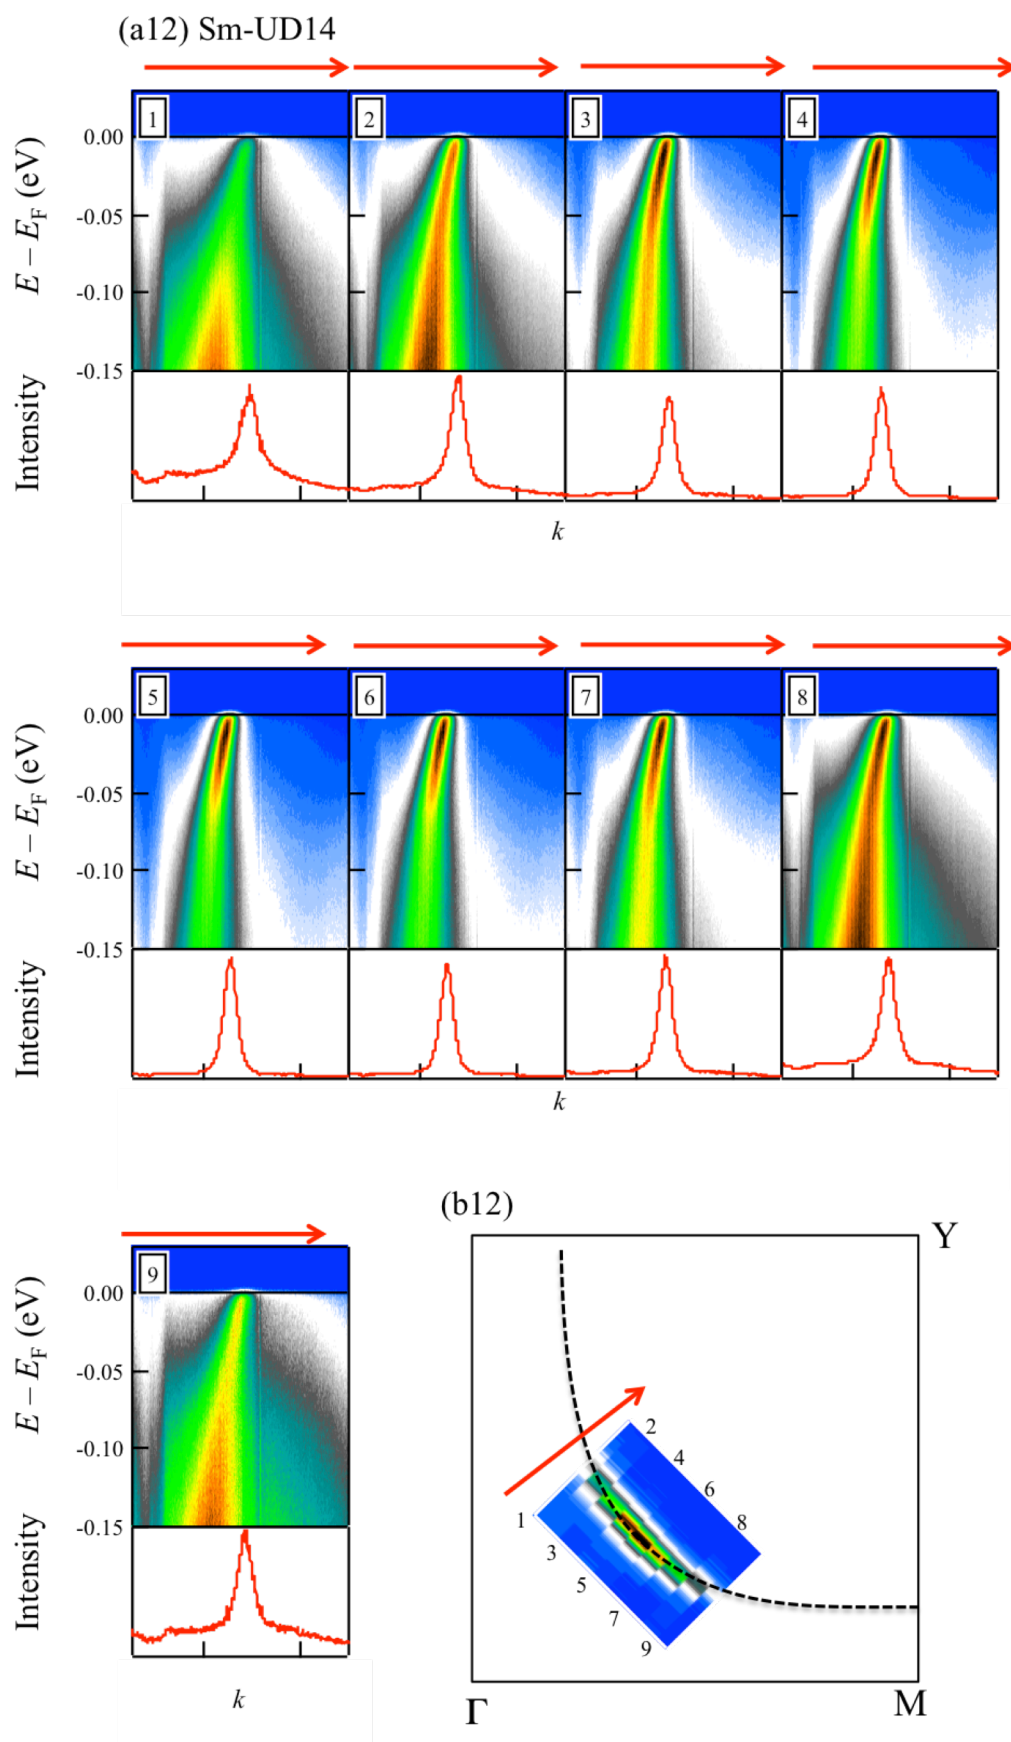 (a12) Sm-UD14
1 2 3 4
E − EF (eV)
0.00
-0.05
-0.10
-0.15
Intensity
k
5 6 7 8
E − EF (eV)
0.00
-0.05
-0.10
-0.15
Intensity
k
9
E − EF (eV)
0.00
-0.05
-0.10
-0.15
Intensity
k
(b12)
Y
2
4
6
8
1
3
5
7
9
Γ
M